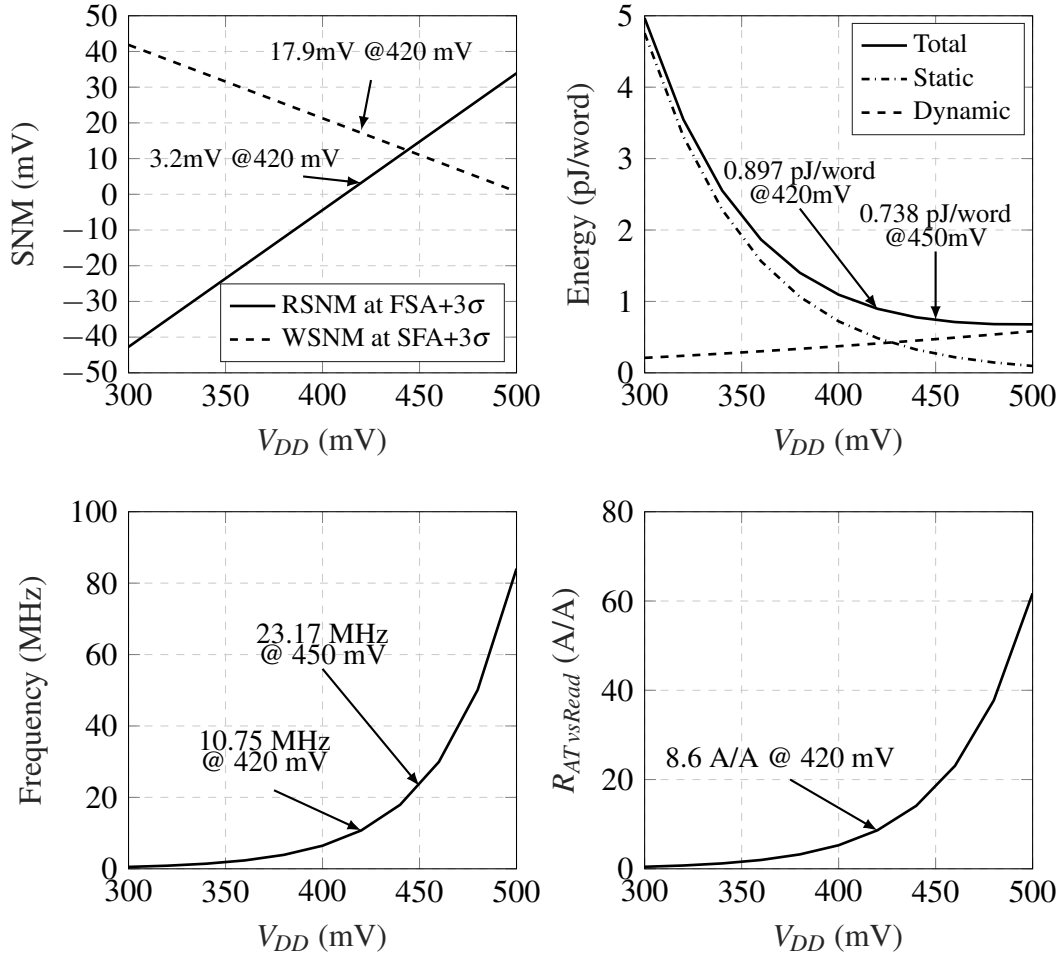 50
40
30
20
10
0
−10
−20
−30
−40
−50
SNM (mV)
17.9mV @420 mV
3.2mV @420 mV
RSNM at FSA+3σ
WSNM at SFA+3σ
300
350
400
450
500
V_DD (mV)
5
4
3
2
1
0
Energy (pJ/word)
Total
Static
Dynamic
0.897 pJ/word
@420mV
0.738 pJ/word
@450mV
300
350
400
450
500
V_DD (mV)
100
80
60
40
20
0
Frequency (MHz)
23.17 MHz
@ 450 mV
10.75 MHz
@ 420 mV
300
350
400
450
500
V_DD (mV)
80
60
40
20
0
R_ATvsRead (A/A)
8.6 A/A @ 420 mV
300
350
400
450
500
V_DD (mV)